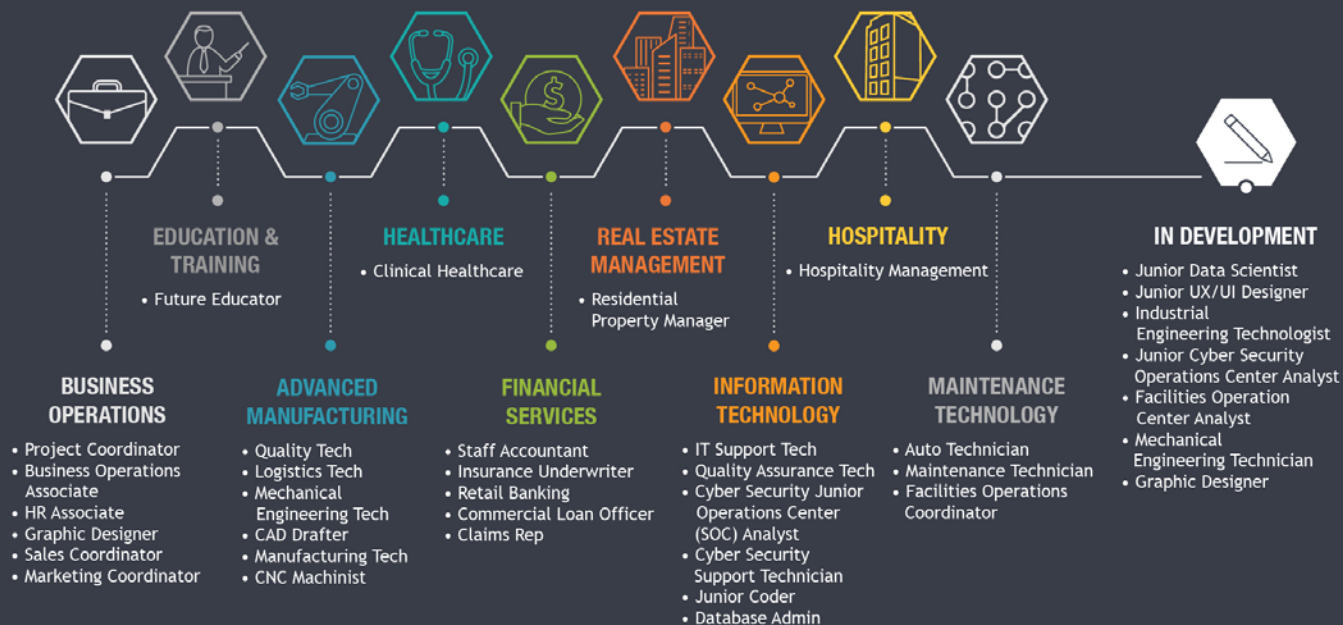 EDUCATION &
TRAINING
• Future Educator
HEALTHCARE
• Clinical Healthcare
REAL ESTATE
MANAGEMENT
• Residential
Property Manager
HOSPITALITY
• Hospitality Management
BUSINESS
OPERATIONS
• Project Coordinator
• Business Operations
Associate
• HR Associate
• Graphic Designer
• Sales Coordinator
• Marketing Coordinator
ADVANCED
MANUFACTURING
• Quality Tech
• Logistics Tech
• Mechanical
Engineering Tech
• CAD Drafter
• Manufacturing Tech
• CNC Machinist
$
FINANCIAL
SERVICES
• Staff Accountant
• Insurance Underwriter
• Retail Banking
• Commercial Loan Officer
• Claims Rep
INFORMATION
TECHNOLOGY
• IT Support Tech
• Quality Assurance Tech
• Cyber Security Junior
Operations Center
(SOC) Analyst
• Cyber Security
Support Technician
• Junior Coder
• Database Admin
MAINTENANCE
TECHNOLOGY
• Auto Technician
• Maintenance Technician
• Facilities Operations
Coordinator
IN DEVELOPMENT
• Junior Data Scientist
• Junior UX/UI Designer
• Industrial
Engineering Technologist
• Junior Cyber Security
Operations Center Analyst
• Facilities Operation
Center Analyst
• Mechanical
Engineering Technician
• Graphic Designer